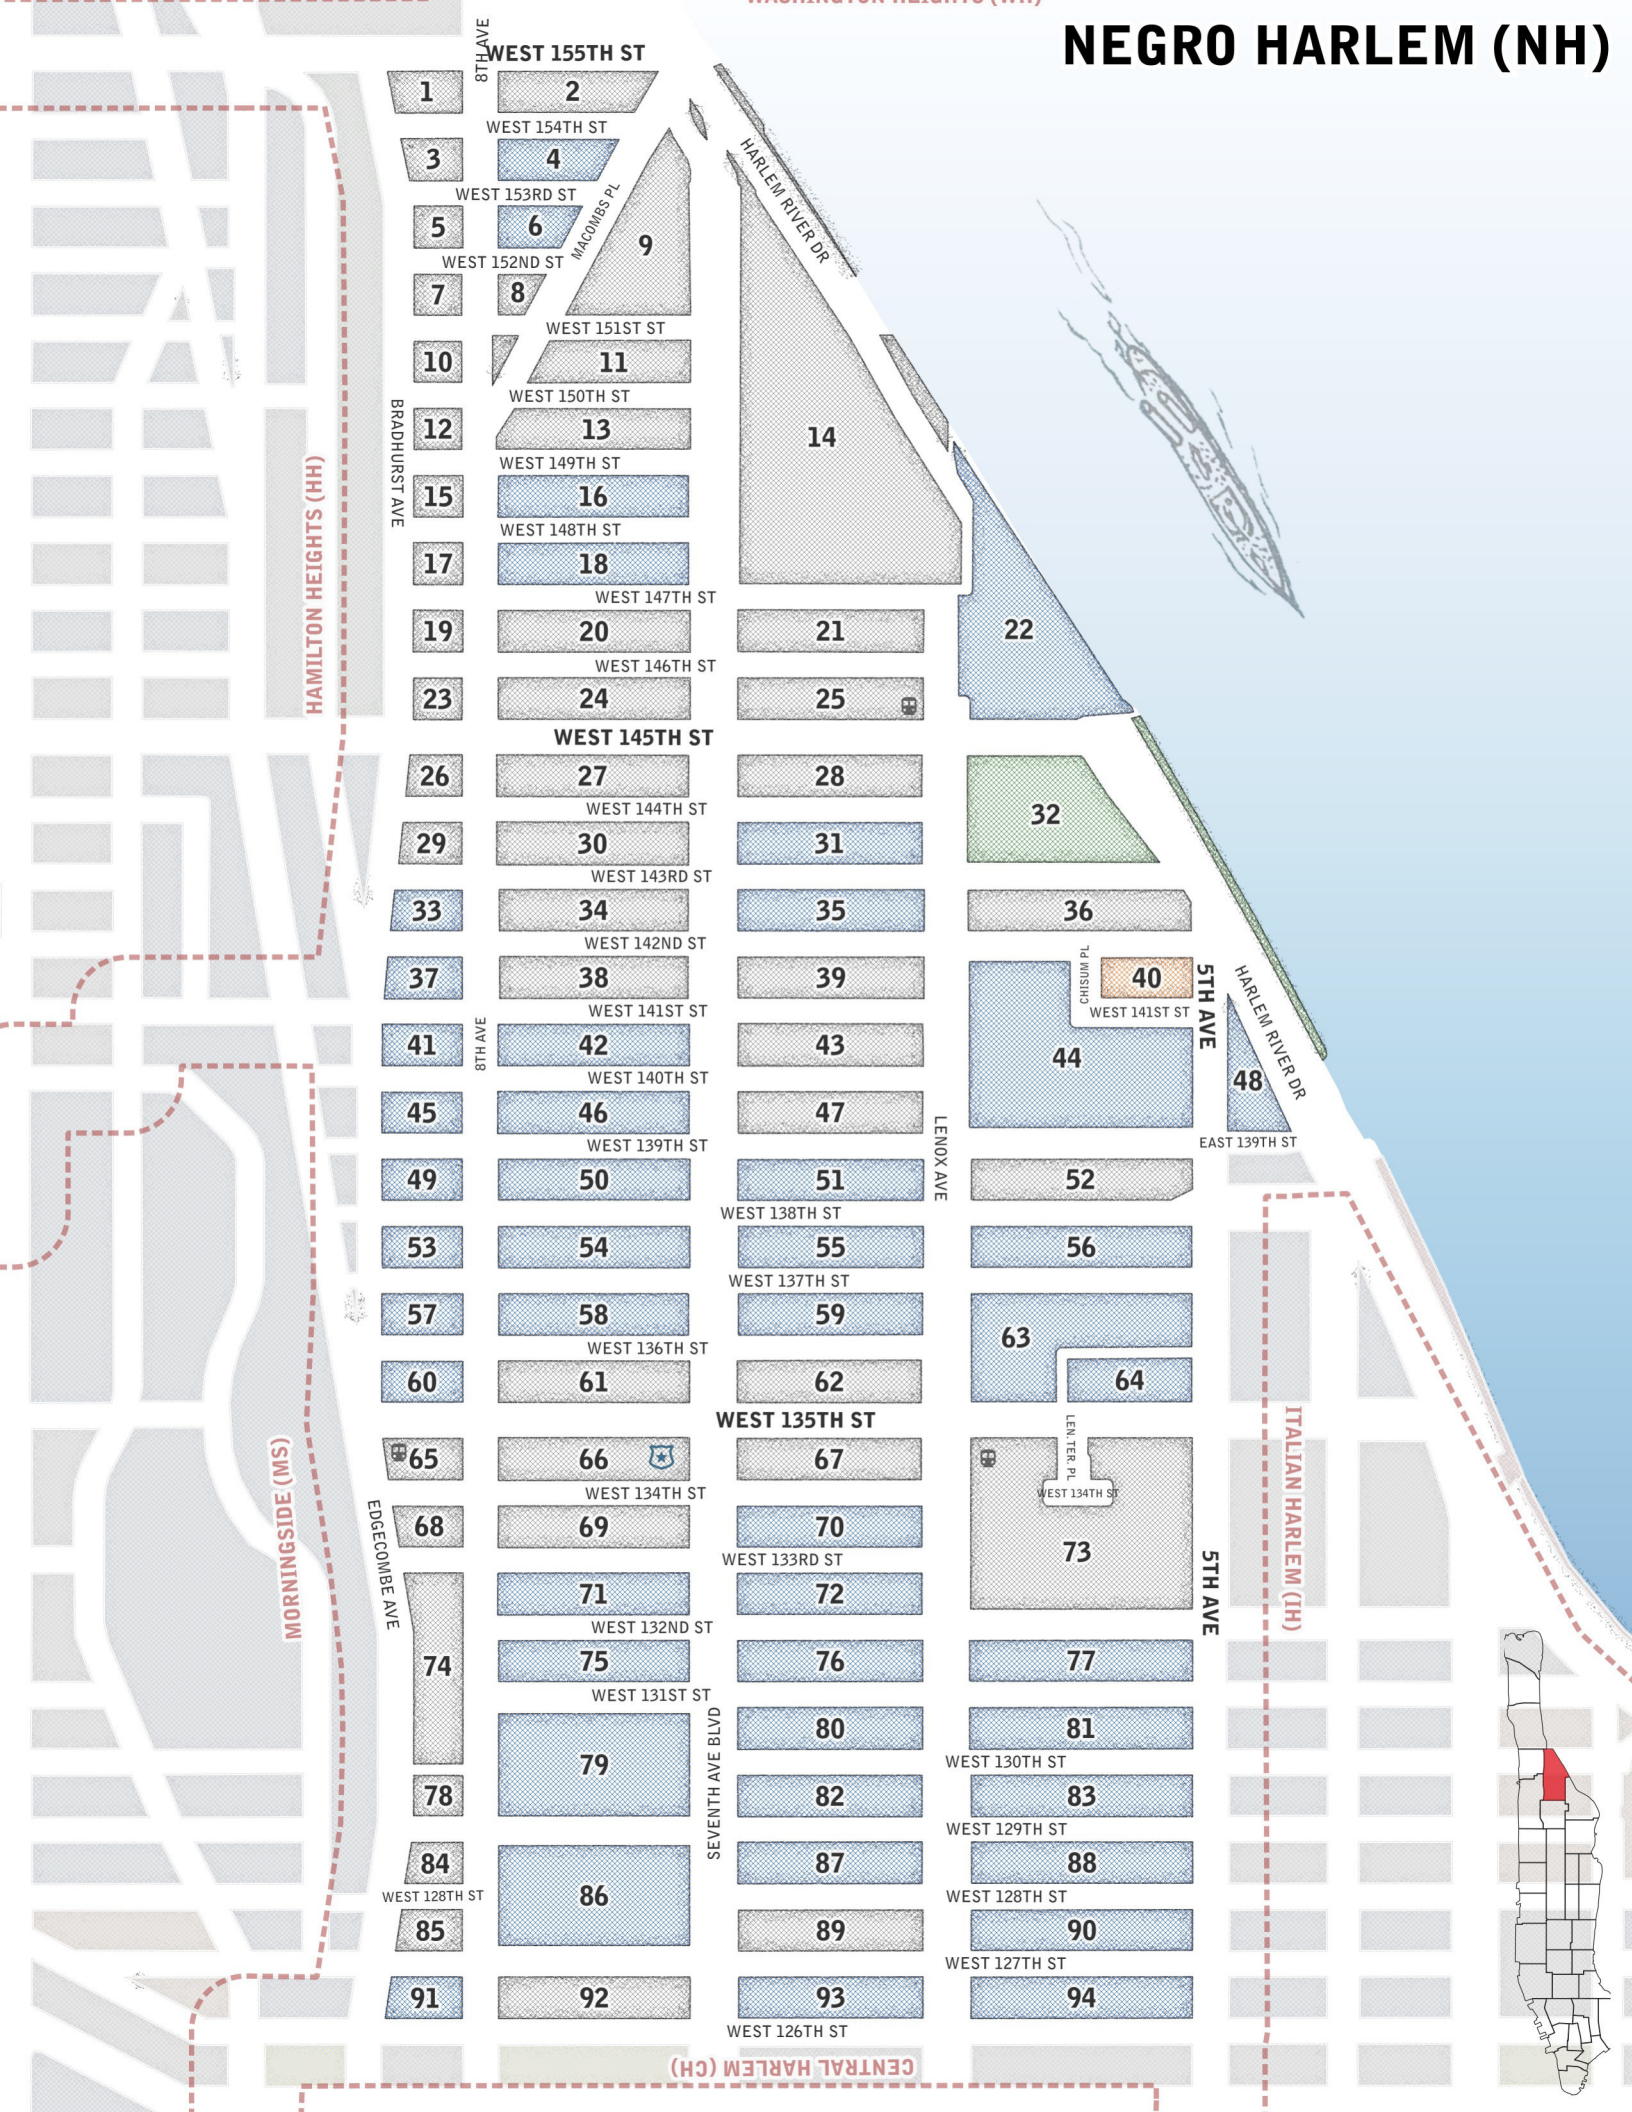 WASHINGTON HEIGHTS (WH)
NEGRO HARLEM (NH)
8TH AVE
WEST 155TH ST
1
2
WEST 154TH ST
3
4
HARLEM RIVER DR
WEST 153RD ST
MACOMBS PL
5
6
9
WEST 152ND ST
7
8
WEST 151ST ST
10
11
WEST 150TH ST
BRADHURST AVE
12
13
14
WEST 149TH ST
HAMILTON HEIGHTS (HH)
15
16
WEST 148TH ST
17
18
WEST 147TH ST
19
20
21
22
WEST 146TH ST
23
24
25
WEST 145TH ST
26
27
28
WEST 144TH ST
32
29
30
31
WEST 143RD ST
33
34
35
36
WEST 142ND ST
CHISUM PL
5TH AVE
HARLEM RIVER DR
37
38
39
40
WEST 141ST ST
WEST 141ST ST
8TH AVE
41
42
43
44
WEST 140TH ST
48
45
46
47
LENOX AVE
WEST 139TH ST
EAST 139TH ST
49
50
51
52
WEST 138TH ST
53
54
55
56
WEST 137TH ST
57
58
59
63
WEST 136TH ST
60
61
62
64
WEST 135TH ST
LEN. TER. PL
ITALIAN HARLEM (IH)
MORNINGSIDE (MS)
65
66
67
WEST 134TH ST
WEST 134TH ST
EDGECOMBE AVE
68
69
70
73
WEST 133RD ST
5TH AVE
71
72
WEST 132ND ST
74
75
76
77
WEST 131ST ST
SEVENTH AVE BLVD
79
80
81
WEST 130TH ST
78
82
83
WEST 129TH ST
84
86
87
88
WEST 128TH ST
WEST 128TH ST
85
89
90
WEST 127TH ST
91
92
93
94
WEST 126TH ST
CENTRAL HARLEM (CH)